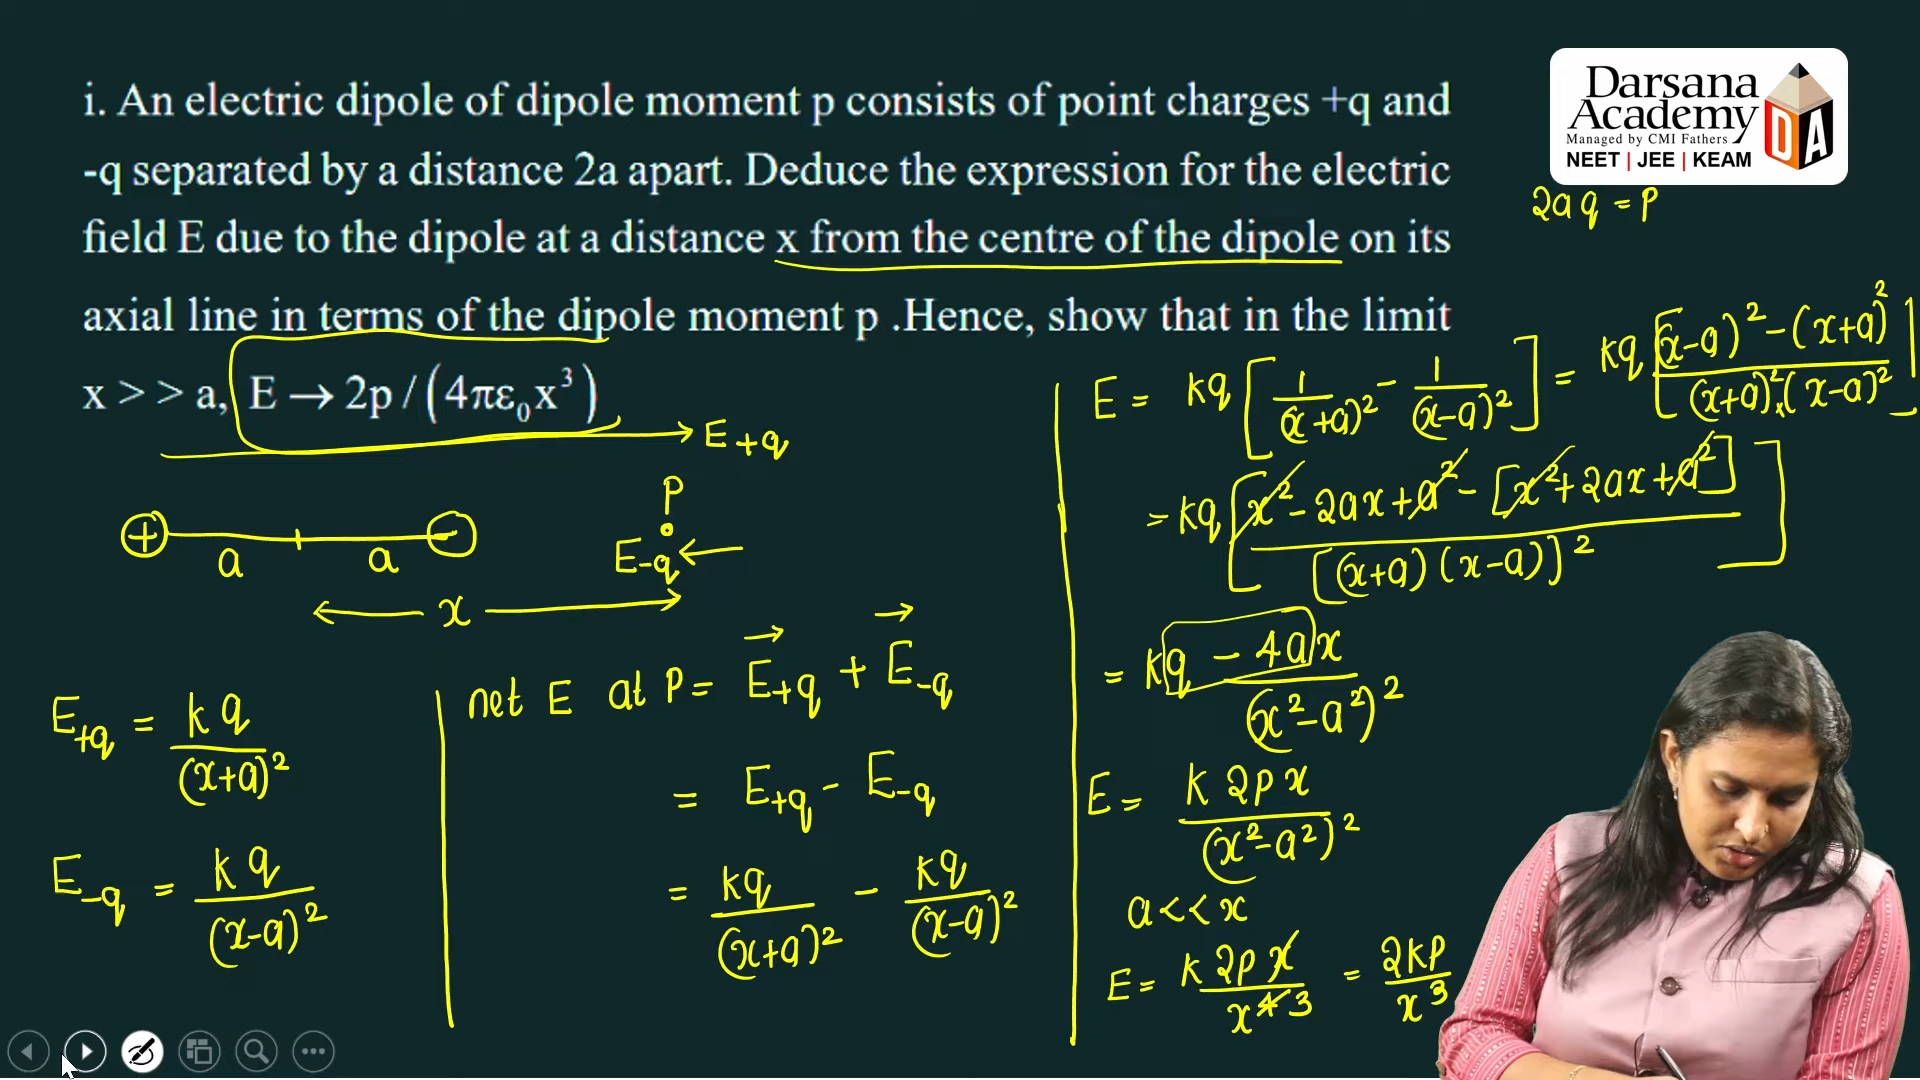 i. An electric dipole of dipole moment p consists of point charges +q and
-q separated by a distance 2a apart. Deduce the expression for the electric
field E due to the dipole at a distance x from the centre of the dipole on its
axial line in terms of the dipole moment p .Hence, show that in the limit
x > > a, E → 2p / (4πε₀x³)
Darsana
Academy
Managed by CMI Fathers
NEET | JEE | KEAM
DA
2aq = P
E+q
+ a a -
P
E-q ←
← x →
E+q = kq/(x+a)²
E-q = kq/(x-a)²
net E at P = E⃗+q + E⃗-q
= E+q - E-q
= kq/(x+a)² - kq/(x-a)²
E = kq [1/(x+a)² - 1/(x-a)²] = kq [(x-a)² - (x+a)²/(x+a)² × (x-a)²]
= kq [x² - 2ax + a² - [x² + 2ax + a²]/[(x+a)(x-a)]²]
= kq - 4ax/(x²-a²)²
E = k 2px/(x²-a²)²
a << x
E = k 2px/x⁴ 3 = 2kp/x³